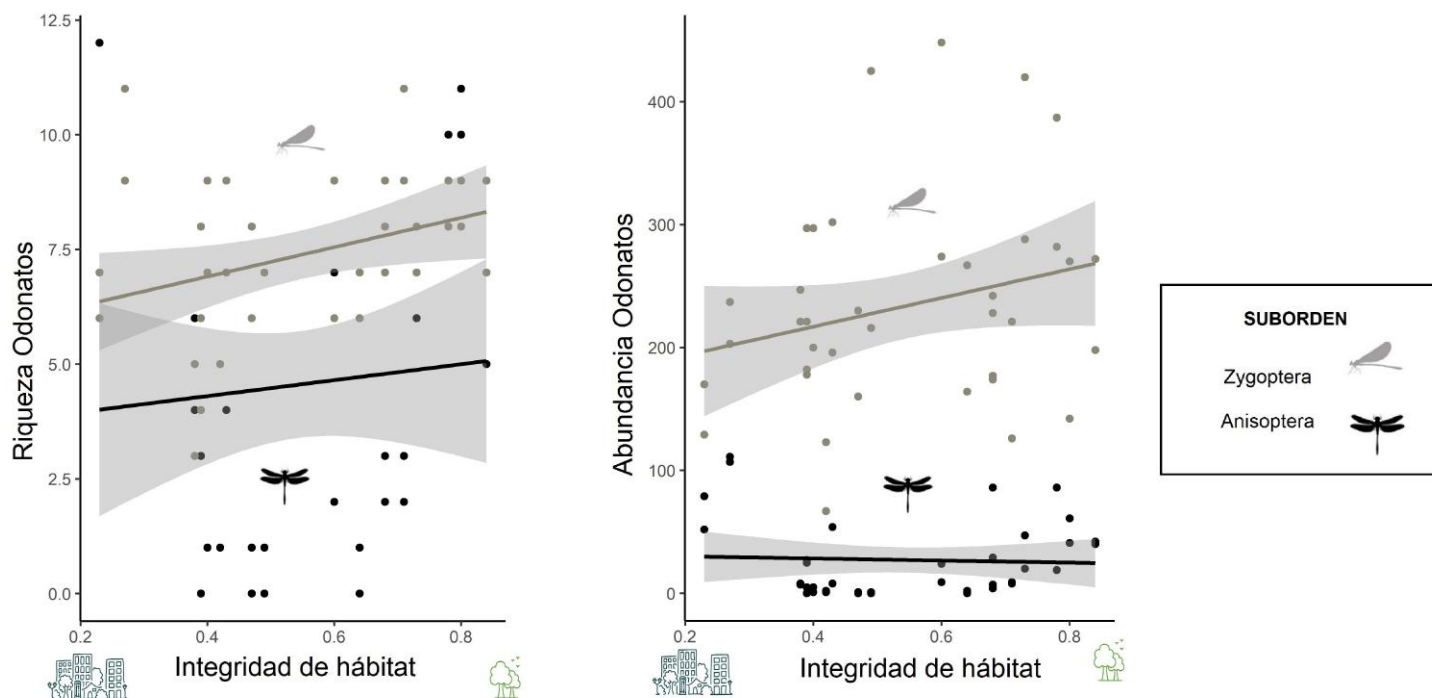 Riqueza Odonatos
12.5
10.0
7.5
5.0
2.5
0.0
0.2
0.4
0.6
0.8
Integridad de hábitat
Abundancia Odonatos
400
300
200
100
0
0.2
0.4
0.6
0.8
Integridad de hábitat
SUBORDEN
Zygoptera
Anisoptera